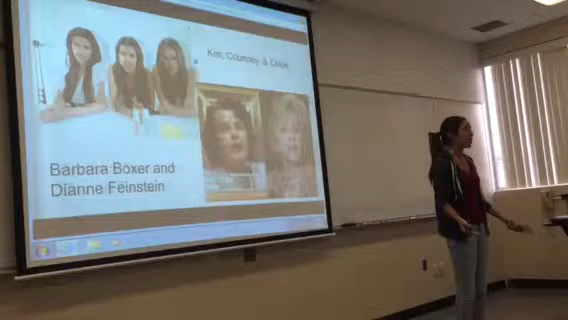 Kim, Courtney, & Chloe
Barbara Boxer and
Dianne Feinstein